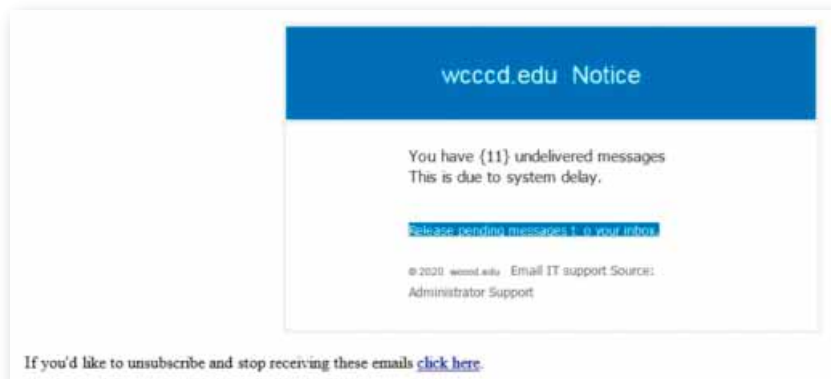 wcccd.edu Notice
You have {11} undelivered messages
This is due to system delay.
Release pending messages t o your inbox.
© 2020 wcccd.edu Email IT support Source:
Administrator Support
If you'd like to unsubscribe and stop receiving these emails click here.